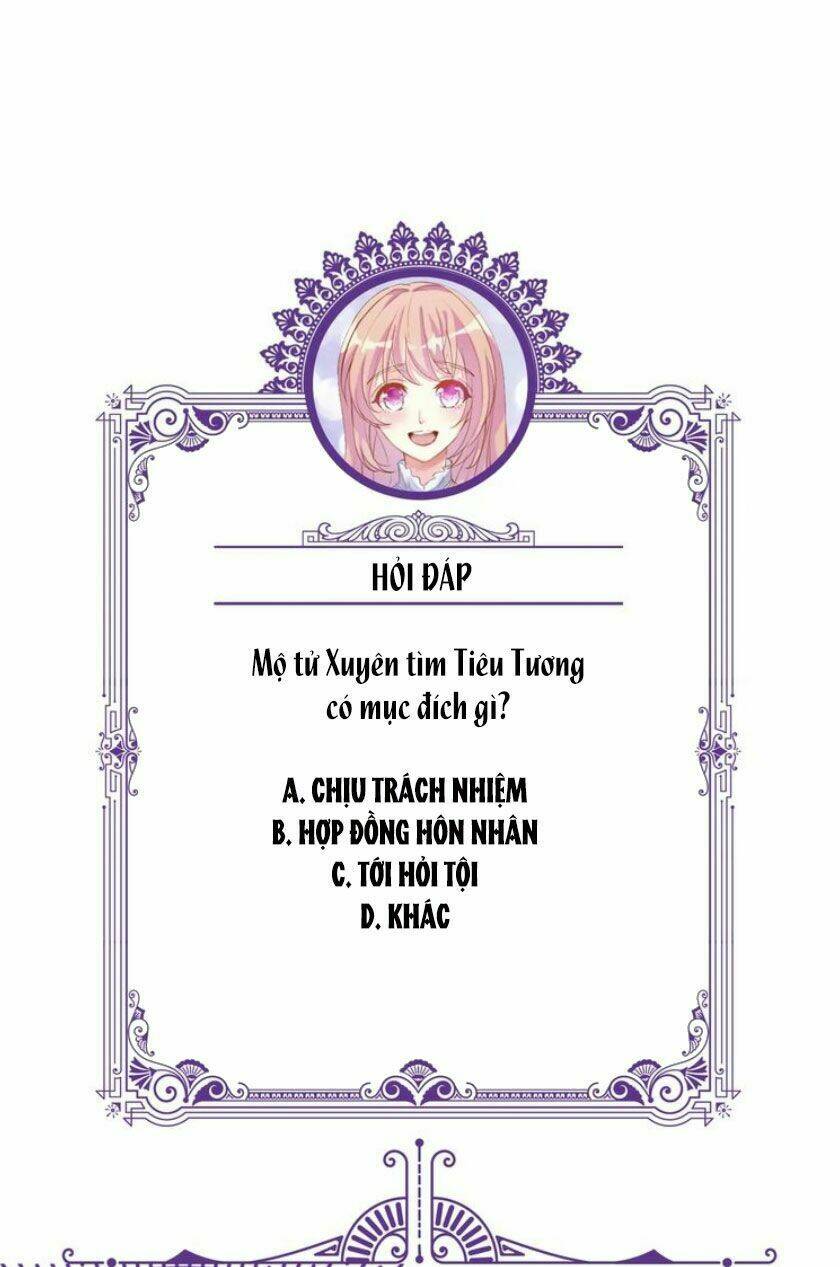 HỎI ĐÁP
Mộ tử Xuyên tìm Tiêu Tương
có mục đích gì?
A. CHỊU TRÁCH NHIỆM
B. HỢP ĐỒNG HÔN NHÂN
C. TỚI HỎI TỘI
D. KHÁC